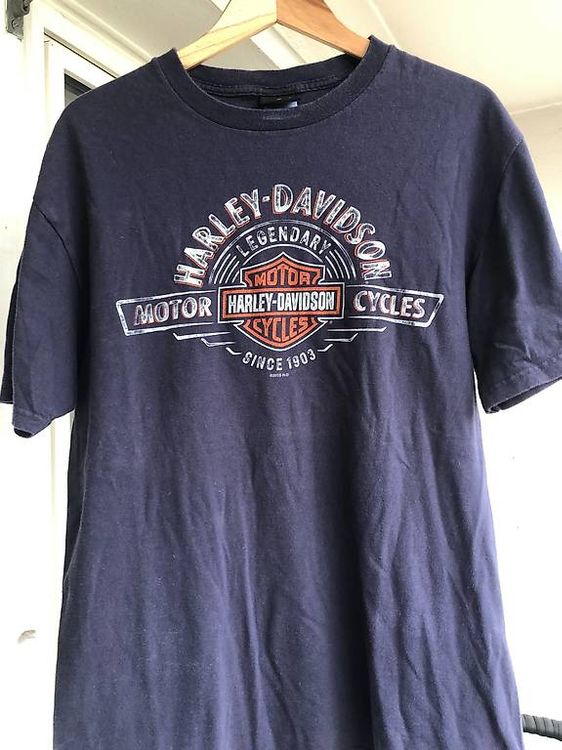 HARLEY-DAVIDSON
LEGENDARY
MOTOR
MOTOR HARLEY-DAVIDSON CYCLES
CYCLES
SINCE 1903